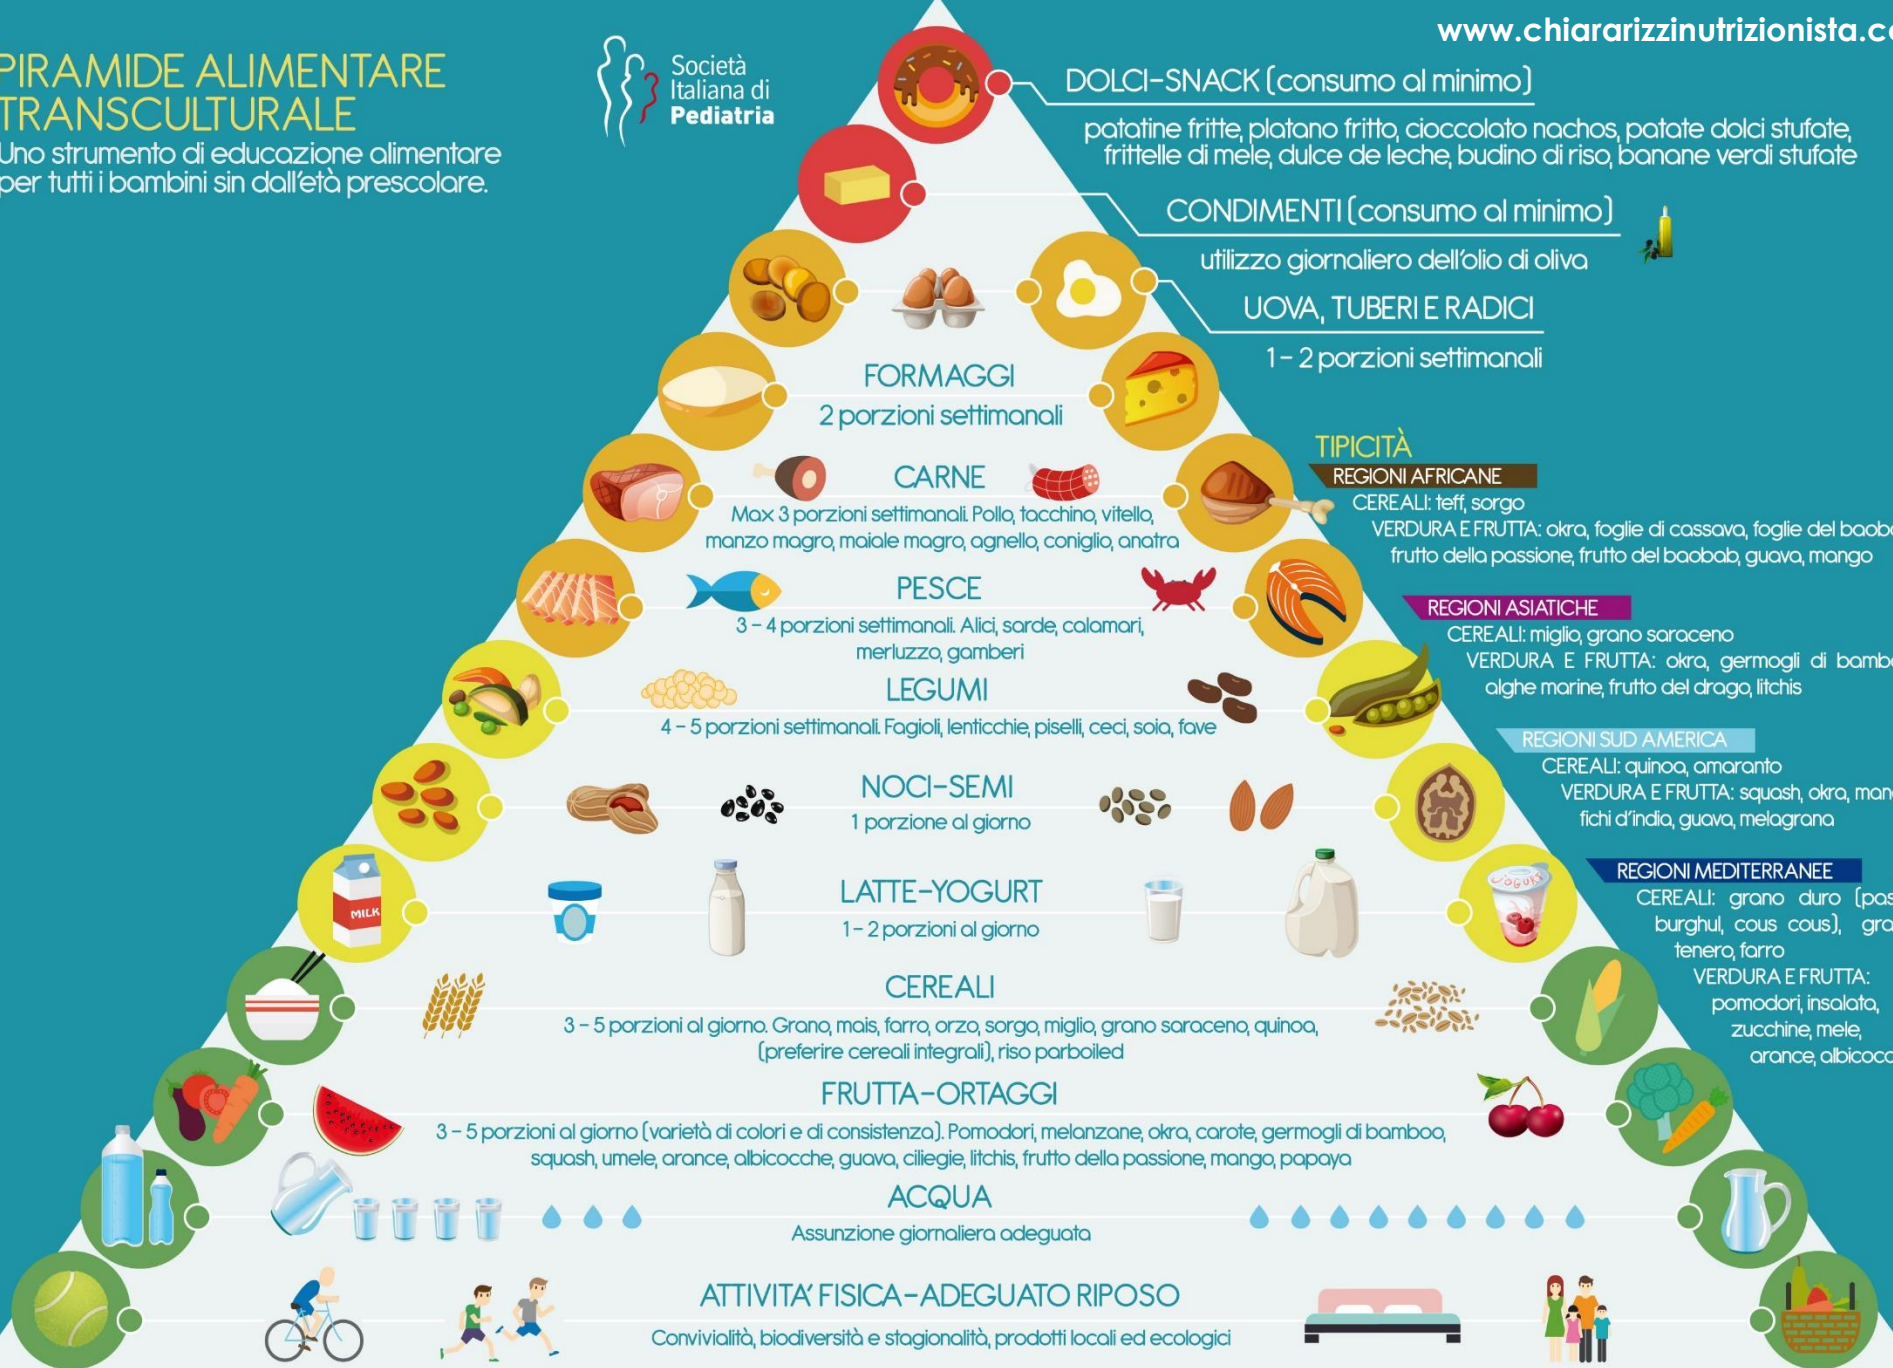 www.chiararizzinutrizionista.c
PIRAMIDE ALIMENTARE
TRANSCULTURALE
Uno strumento di educazione alimentare
per tutti i bambini sin dall'età prescolare.
Società
Italiana di
Pediatria
DOLCI-SNACK (consumo al minimo)
patatine fritte, platano fritto, cioccolato nachos, patate dolci stufate,
frittelle di mele, dulce de leche, budino di riso, banane verdi stufate
CONDIMENTI (consumo al minimo)
utilizzo giornaliero dell'olio di oliva
UOVA, TUBERI E RADICI
1 - 2 porzioni settimanali
FORMAGGI
2 porzioni settimanali
CARNE
Max 3 porzioni settimanali. Pollo, tacchino, vitello,
manzo magro, maiale magro, agnello, coniglio, anatra
PESCE
3 - 4 porzioni settimanali. Alici, sarde, calamari,
merluzzo, gamberi
LEGUMI
4 - 5 porzioni settimanali. Fagioli, lenticchie, piselli, ceci, soia, fave
NOCI-SEMI
1 porzione al giorno
MILK
LATTE-YOGURT
1 - 2 porzioni al giorno
YOGURT
CEREALI
3 - 5 porzioni al giorno. Grano, mais, farro, orzo, sorgo, miglio, grano saraceno, quinoa,
(preferire cereali integrali), riso parboiled
FRUTTA-ORTAGGI
3 - 5 porzioni al giorno (varietà di colori e di consistenza). Pomodori, melanzane, okra, carote, germogli di bamboo,
squash, umele, arance, albicocche, guava, ciliegie, litchis, frutto della passione, mango, papaya
ACQUA
Assunzione giornaliera adeguata
ATTIVITA' FISICA-ADEGUATO RIPOSO
Convivialità, biodiversità e stagionalità, prodotti locali ed ecologici
TIPICITÀ
REGIONI AFRICANE
CEREALI: teff, sorgo
VERDURA E FRUTTA: okra, foglie di cassava, foglie del baob
frutto della passione, frutto del baobab, guava, mango
REGIONI ASIATICHE
CEREALI: miglio, grano saraceno
VERDURA E FRUTTA: okra, germogli di bamb
alghe marine, frutto del drago, litchis
REGIONI SUD AMERICA
CEREALI: quinoa, amaranto
VERDURA E FRUTTA: squash, okra, man
fichi d'india, guava, melagrana
REGIONI MEDITERRANEE
CEREALI: grano duro (pas
burghul, cous cous), gra
tenero, farro
VERDURA E FRUTTA:
pomodori, insalata,
zucchine, mele,
arance, albicocc